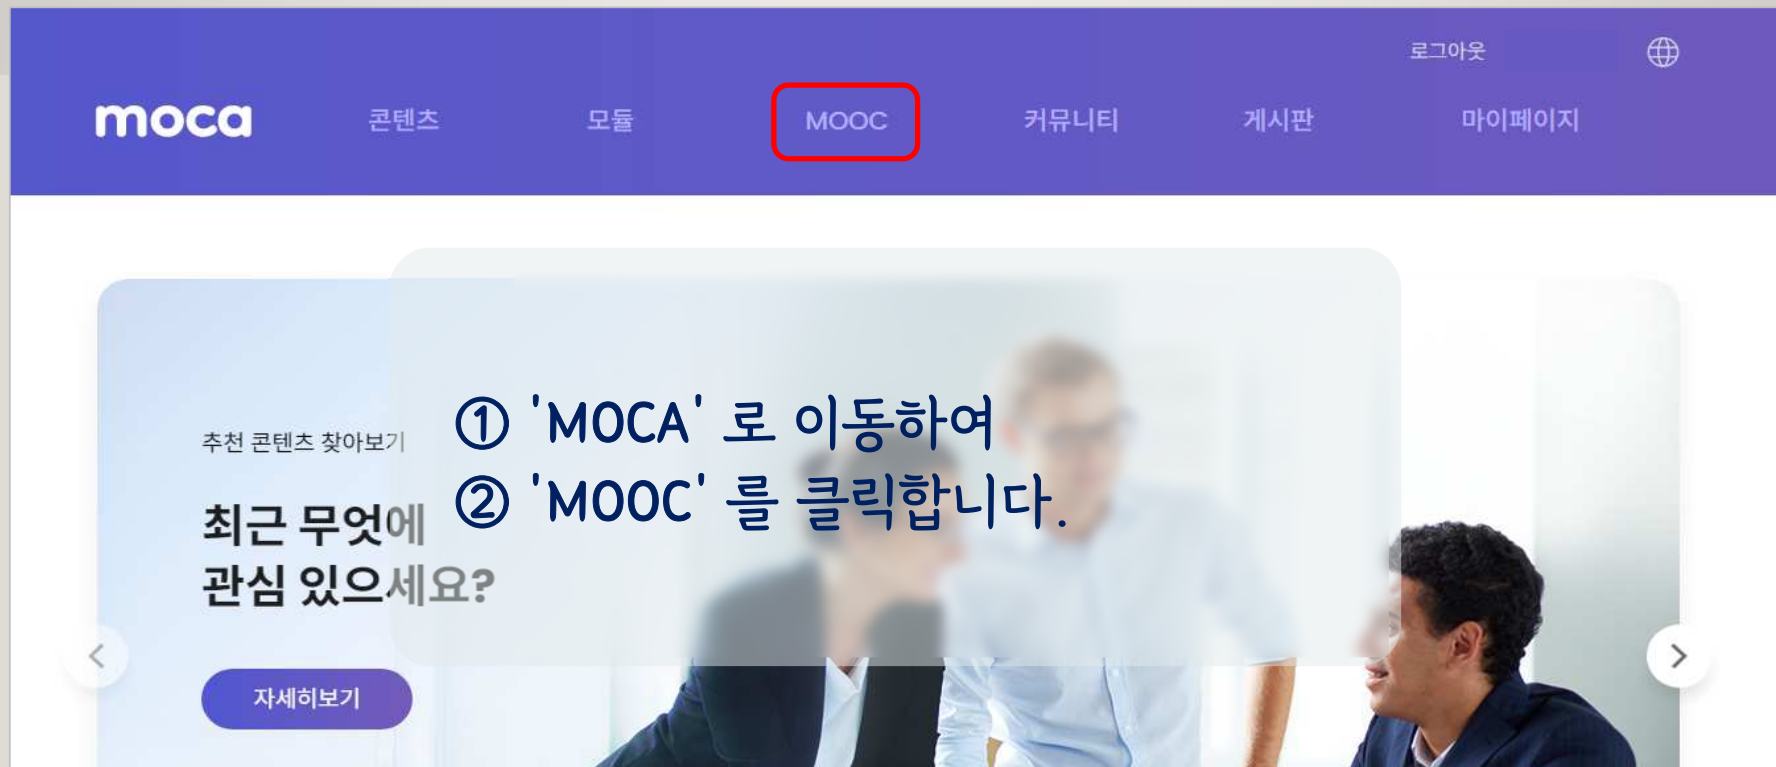 로그아웃
moca 콘텐츠 모듈 MOOC 커뮤니티 게시판 마이페이지
추천 콘텐츠 찾아보기
① 'MOCA' 로 이동하여
② 'MOOC' 를 클릭합니다.
최근 무엇에
관심 있으세요?
자세히보기